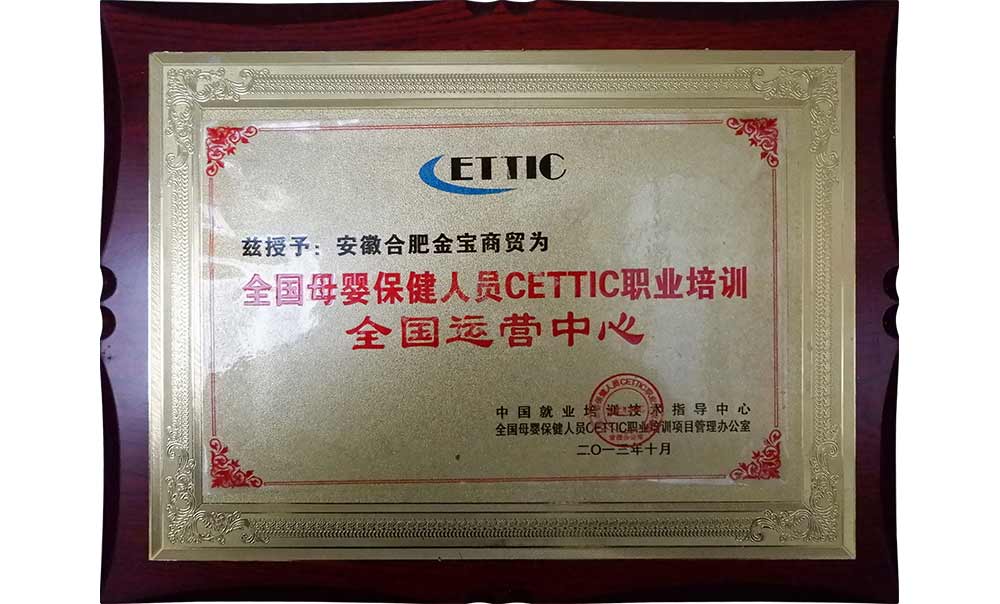 CETTIC
兹授予：安徽合肥金宝商贸为
全国母婴保健人员CETTIC职业培训
全国运营中心
中国就业培训技术指导中心
全国母婴保健人员CETTIC职业培训项目管理办公室
二〇一三年十月